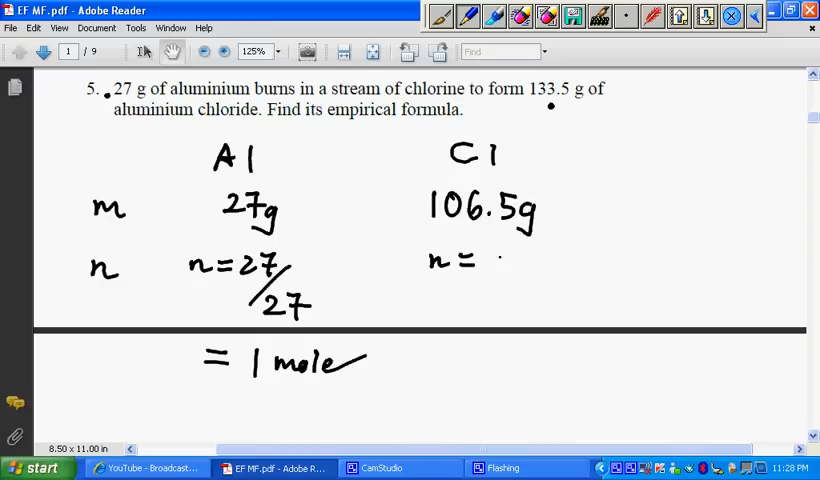 EF MF.pdf - Adobe Reader
File Edit View Document Tools Window Help
1 / 9 125% Find
5. 27 g of aluminium burns in a stream of chlorine to form 133.5 g of
aluminium chloride. Find its empirical formula.
Al Cl
m 27g 106.5g
n n=27/27 n=
= 1 mole
8.50 x 11.00 in
start YouTube - Broadcast... EF MF.pdf - Adobe R... CamStudio Flashing 11:28 PM